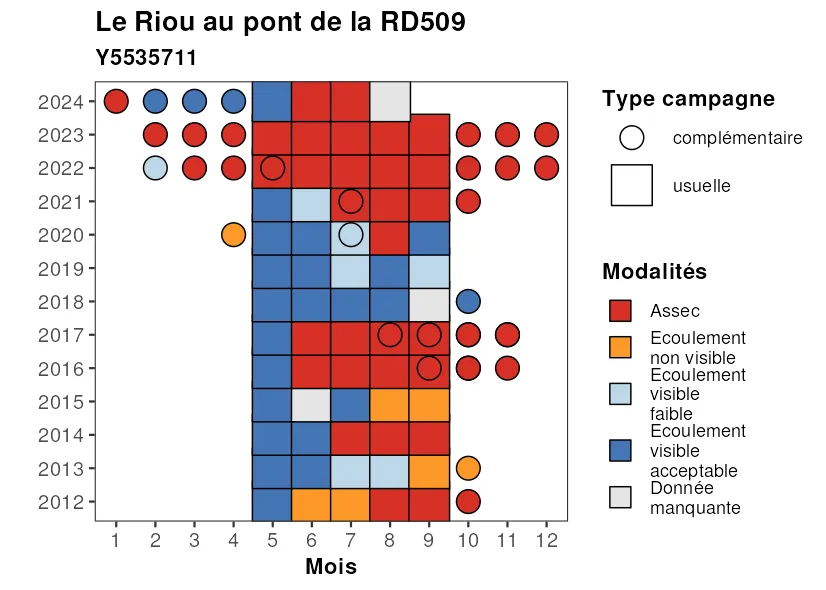 Le Riou au pont de la RD509
Y5535711
2024
2023
2022
2021
2020
2019
2018
2017
2016
2015
2014
2013
2012
1 2 3 4 5 6 7 8 9 10 11 12
Mois
Type campagne
complémentaire
usuelle
Modalités
Assec
Ecoulement
non visible
Ecoulement
visible
faible
Ecoulement
visible
acceptable
Donnée
manquante